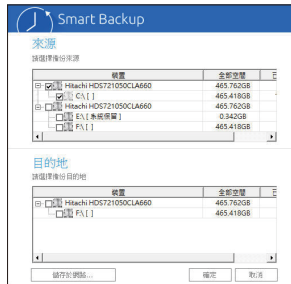 Smart Backup
來源
請選擇備份來源
裝置 全部空間 已
Hitachi HDS721050CLA660 465.762GB
C:\ [ ] 465.418GB
Hitachi HDS721050CLA660 465.762GB
E:\ [ 系統保留 ] 0.342GB
F:\ [ ] 465.418GB
目的地
請選擇備份目的地
裝置 全部空間 已
Hitachi HDS721050CLA660 465.762GB
F:\ [ ] 465.418GB
儲存於網路... 確定 取消